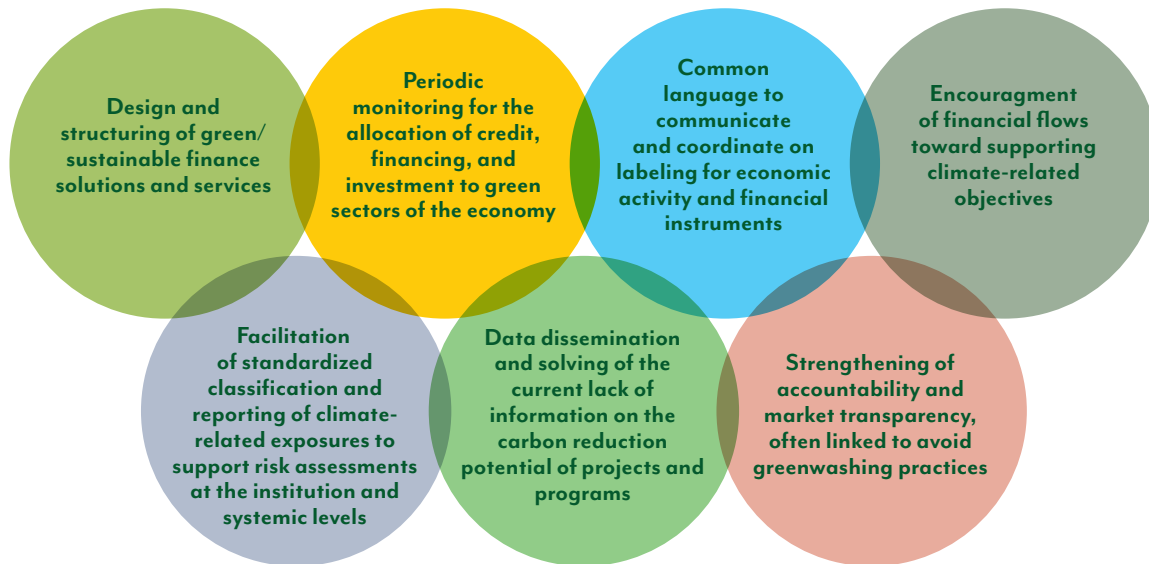 Design and
structuring of green/
sustainable finance
solutions and services
Periodic
monitoring for the
allocation of credit,
financing, and
investment to green
sectors of the economy
Common
language to
communicate
and coordinate on
labeling for economic
activity and financial
instruments
Encouragment
of financial flows
toward supporting
climate-related
objectives
Facilitation
of standardized
classification and
reporting of climate-
related exposures to
support risk assessments
at the institution and
systemic levels
Data dissemination
and solving of the
current lack of
information on the
carbon reduction
potential of projects and
programs
Strengthening of
accountability and
market transparency,
often linked to avoid
greenwashing practices